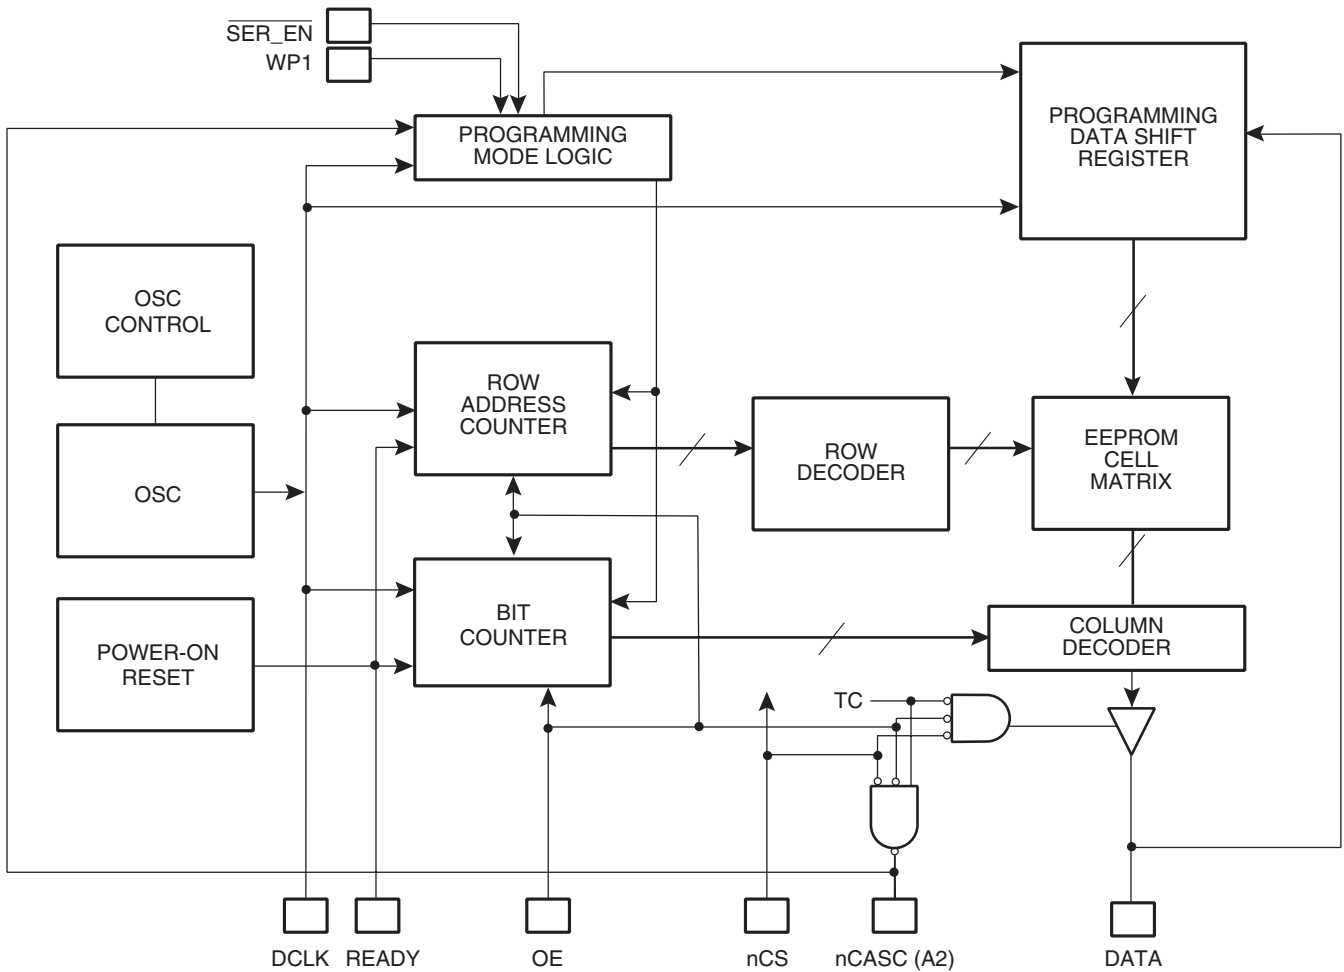 SER_EN
WP1
PROGRAMMING
MODE LOGIC
PROGRAMMING
DATA SHIFT
REGISTER
OSC
CONTROL
ROW
ADDRESS
COUNTER
ROW
DECODER
EEPROM
CELL
MATRIX
OSC
BIT
COUNTER
COLUMN
DECODER
POWER-ON
RESET
TC
DCLK
READY
OE
nCS
nCASC (A2)
DATA